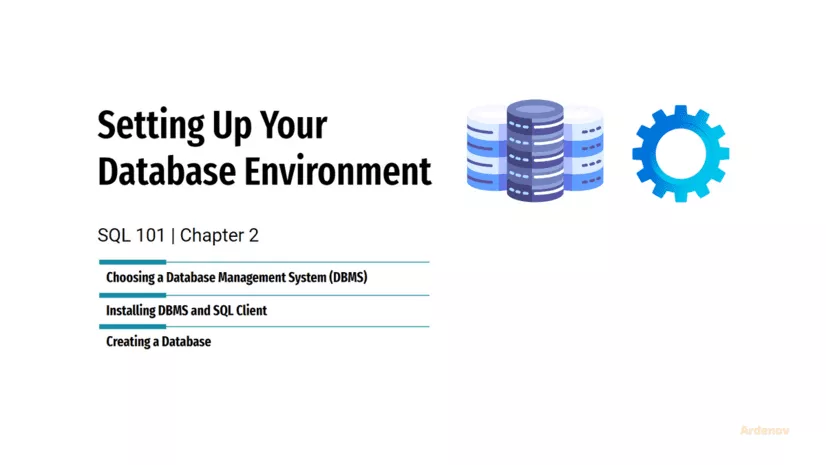 Setting Up Your
Database Environment
SQL 101 | Chapter 2
Choosing a Database Management System (DBMS)
Installing DBMS and SQL Client
Creating a Database
Ardanov